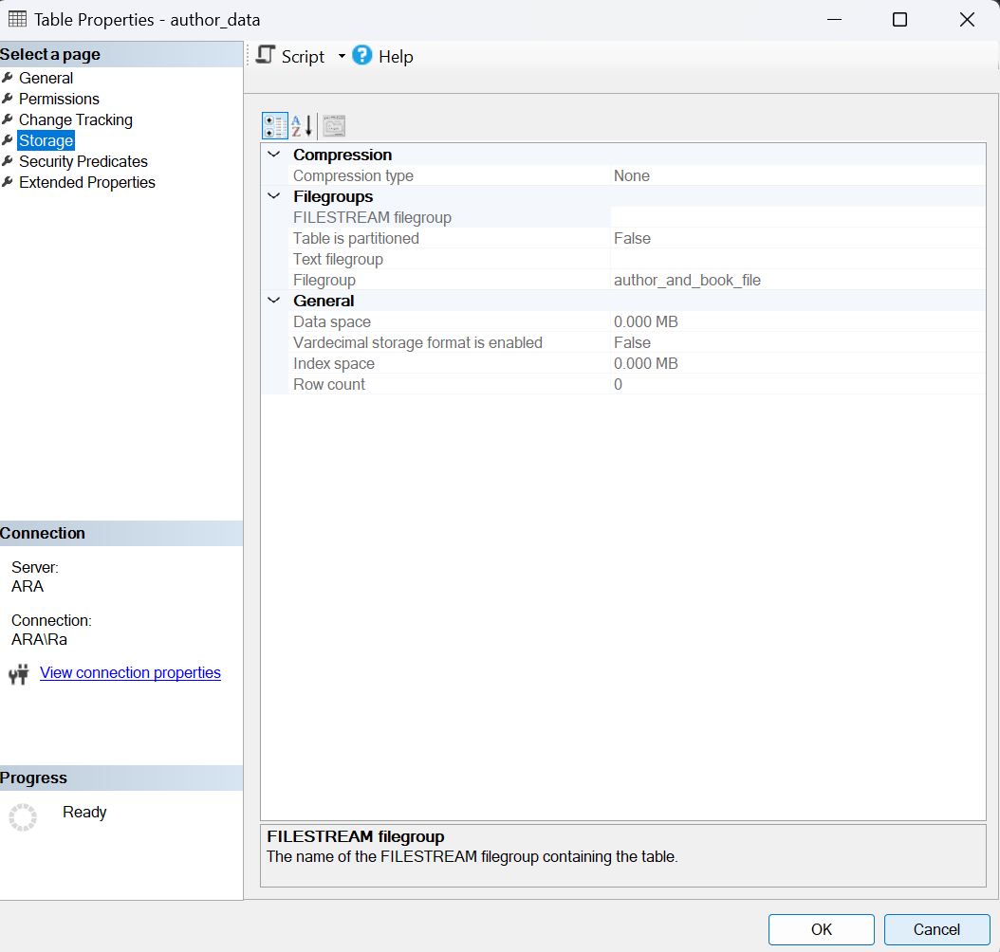 Table Properties - author_data
Select a page
General
Permissions
Change Tracking
Storage
Security Predicates
Extended Properties
Script
Help
Compression
Compression type None
Filegroups
FILESTREAM filegroup
Table is partitioned False
Text filegroup
Filegroup author_and_book_file
General
Data space 0.000 MB
Vardecimal storage format is enabled False
Index space 0.000 MB
Row count 0
Connection
Server:
ARA
Connection:
ARA\Ra
View connection properties
Progress
Ready
FILESTREAM filegroup
The name of the FILESTREAM filegroup containing the table.
OK
Cancel